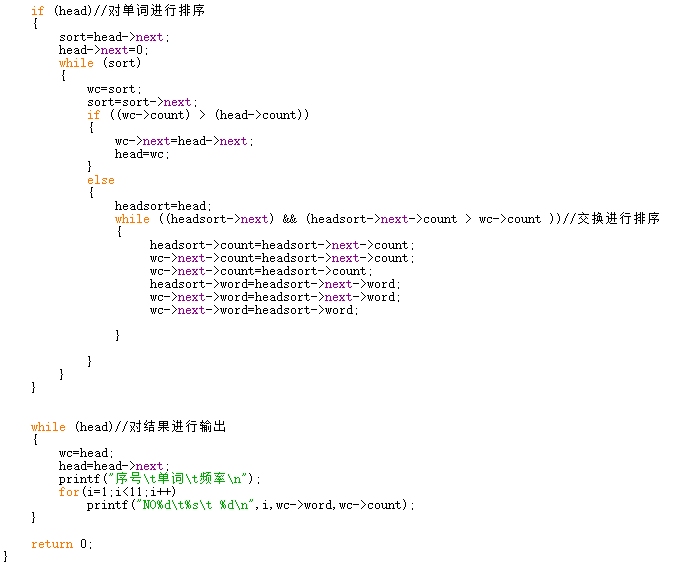 if (head)//对单词进行排序
{
sort=head->next;
head->next=0;
while (sort)
{
wc=sort;
sort=sort->next;
if ((wc->count) > (head->count))
{
wc->next=head->next;
head=wc;
}
else
{
headsort=head;
while ((headsort->next) && (headsort->next->count > wc->count ))//交换进行排序
{
headsort->count=headsort->next->count;
wc->next->count=headsort->next->count;
wc->next->count=headsort->count;
headsort->word=headsort->next->word;
wc->next->word=headsort->next->word;
wc->next->word=headsort->word;
}
}
}
}
while (head)//对结果进行输出
{
wc=head;
head=head->next;
printf("序号\t单词\t频率\n");
for(i=1;i<11;i++)
printf("NO%d\t%s\t %d\n",i,wc->word,wc->count);
}
return 0;
}